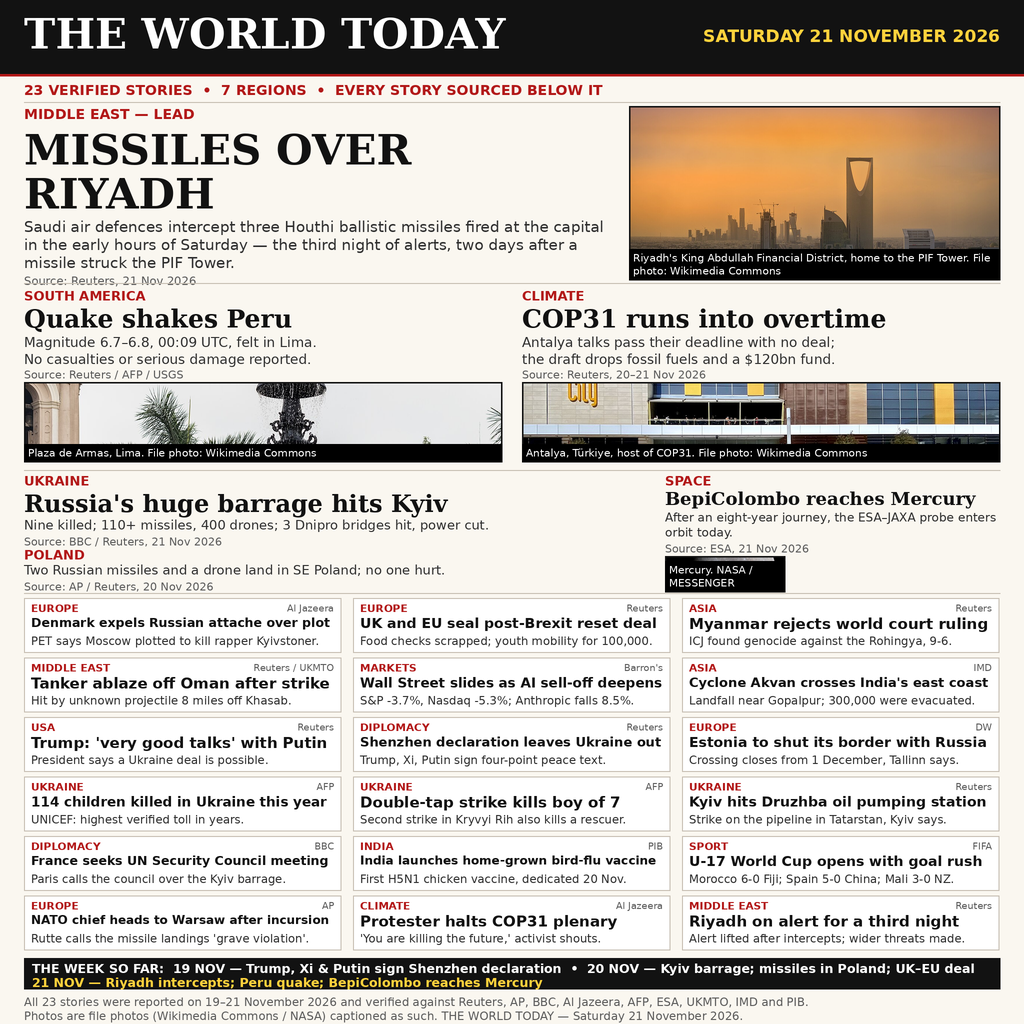 THE WORLD TODAY
SATURDAY 21 NOVEMBER 2026
23 VERIFIED STORIES • 7 REGIONS • EVERY STORY SOURCED BELOW IT
MIDDLE EAST — LEAD
MISSILES OVER
RIYADH
Saudi air defences intercept three Houthi ballistic missiles fired at the capital
in the early hours of Saturday — the third night of alerts, two days after a
missile struck the PIF Tower.
Source: Reuters, 21 Nov 2026
Riyadh's King Abdullah Financial District, home to the PIF Tower. File
photo: Wikimedia Commons
SOUTH AMERICA
Quake shakes Peru
Magnitude 6.7–6.8, 00:09 UTC, felt in Lima.
No casualties or serious damage reported.
Source: Reuters / AFP / USGS
Plaza de Armas, Lima. File photo: Wikimedia Commons
CLIMATE
COP31 runs into overtime
Antalya talks pass their deadline with no deal;
the draft drops fossil fuels and a $120bn fund.
Source: Reuters, 20–21 Nov 2026
City
Antalya, Türkiye, host of COP31. File photo: Wikimedia Commons
UKRAINE
Russia's huge barrage hits Kyiv
Nine killed; 110+ missiles, 400 drones; 3 Dnipro bridges hit, power cut.
Source: BBC / Reuters, 21 Nov 2026
POLAND
Two Russian missiles and a drone land in SE Poland; no one hurt.
Source: AP / Reuters, 20 Nov 2026
SPACE
BepiColombo reaches Mercury
After an eight-year journey, the ESA–JAXA probe enters
orbit today.
Source: ESA, 21 Nov 2026
Mercury. NASA /
MESSENGER
EUROPE
Al Jazeera
Denmark expels Russian attache over plot
PET says Moscow plotted to kill rapper Kyivstoner.
EUROPE
Reuters
UK and EU seal post-Brexit reset deal
Food checks scrapped; youth mobility for 100,000.
ASIA
Reuters
Myanmar rejects world court ruling
ICJ found genocide against the Rohingya, 9-6.
MIDDLE EAST
Reuters / UKMTO
Tanker ablaze off Oman after strike
Hit by unknown projectile 8 miles off Khasab.
MARKETS
Barron's
Wall Street slides as AI sell-off deepens
S&P -3.7%, Nasdaq -5.3%; Anthropic falls 8.5%.
ASIA
IMD
Cyclone Akvan crosses India's east coast
Landfall near Gopalpur; 300,000 were evacuated.
USA
Reuters
Trump: 'very good talks' with Putin
President says a Ukraine deal is possible.
DIPLOMACY
Reuters
Shenzhen declaration leaves Ukraine out
Trump, Xi, Putin sign four-point peace text.
EUROPE
DW
Estonia to shut its border with Russia
Crossing closes from 1 December, Tallinn says.
UKRAINE
AFP
114 children killed in Ukraine this year
UNICEF: highest verified toll in years.
UKRAINE
AFP
Double-tap strike kills boy of 7
Second strike in Kryvyi Rih also kills a rescuer.
UKRAINE
Reuters
Kyiv hits Druzhba oil pumping station
Strike on the pipeline in Tatarstan, Kyiv says.
DIPLOMACY
BBC
France seeks UN Security Council meeting
Paris calls the council over the Kyiv barrage.
INDIA
PIB
India launches home-grown bird-flu vaccine
First H5N1 chicken vaccine, dedicated 20 Nov.
SPORT
FIFA
U-17 World Cup opens with goal rush
Morocco 6-0 Fiji; Spain 5-0 China; Mali 3-0 NZ.
EUROPE
AP
NATO chief heads to Warsaw after incursion
Rutte calls the missile landings 'grave violation'.
CLIMATE
Al Jazeera
Protester halts COP31 plenary
'You are killing the future,' activist shouts.
MIDDLE EAST
Reuters
Riyadh on alert for a third night
Alert lifted after intercepts; wider threats made.
THE WEEK SO FAR: 19 NOV — Trump, Xi & Putin sign Shenzhen declaration • 20 NOV — Kyiv barrage; missiles in Poland; UK–EU deal
21 NOV — Riyadh intercepts; Peru quake; BepiColombo reaches Mercury
All 23 stories were reported on 19–21 November 2026 and verified against Reuters, AP, BBC, Al Jazeera, AFP, ESA, UKMTO, IMD and PIB.
Photos are file photos (Wikimedia Commons / NASA) captioned as such. THE WORLD TODAY — Saturday 21 November 2026.